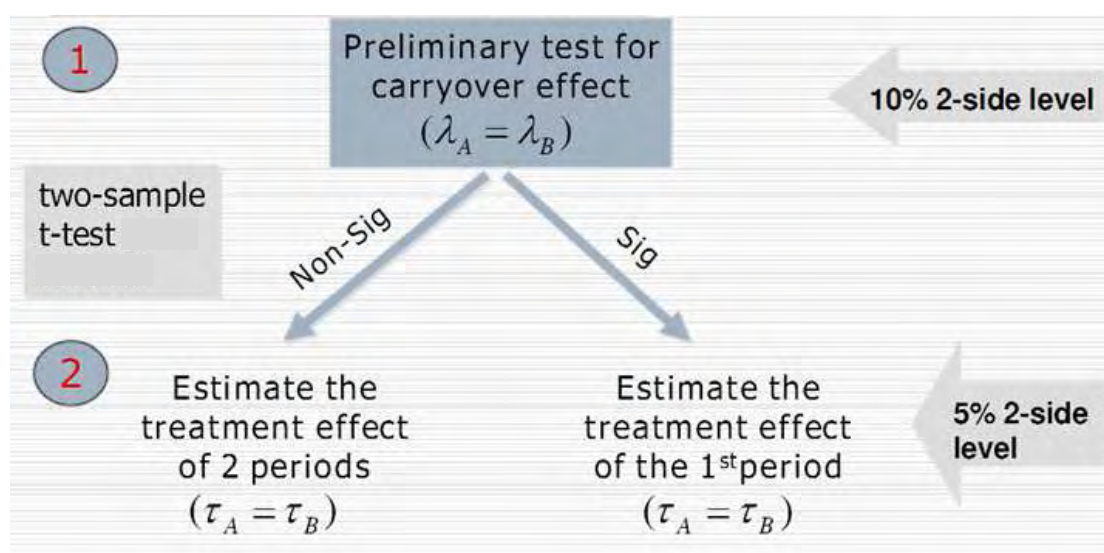 1
Preliminary test for
carryover effect
(λ_A = λ_B)
10% 2-side level
two-sample
t-test
Non-Sig
Sig
2
Estimate the
treatment effect
of 2 periods
(τ_A = τ_B)
Estimate the
treatment effect
of the 1st period
(τ_A = τ_B)
5% 2-side
level